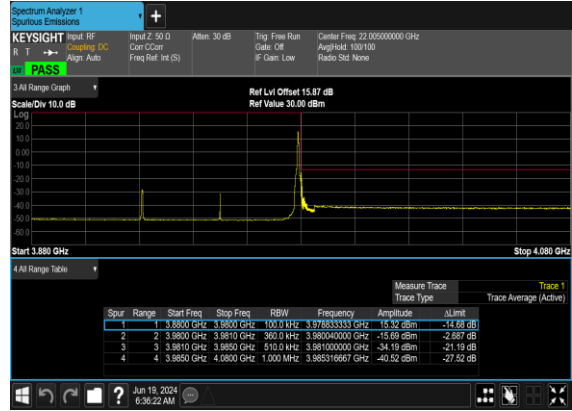 Spectrum Analyzer 1
Spurious Emissions
+
KEYSIGHT Input: RF Input Z: 50 Ω Atten: 30 dB Trig: Free Run Center Freq: 22.005000000 GHz
R T Coupling: DC Corr CCorr Gate: Off Avg|Hold: 100/100
Align: Auto Freq Ref: Int (S) IF Gain: Low Radio Std: None
PASS
3 All Range Graph
Ref Lvl Offset 15.87 dB
Scale/Div 10.0 dB Ref Value 30.00 dBm
Log
20.0
10.0
0.00
-10.0
-20.0
-30.0
-40.0
-50.0
-60.0
Start 3.880 GHz Stop 4.080 GHz
4 All Range Table
Measure Trace Trace 1
Trace Type Trace Average (Active)
Spur Range Start Freq Stop Freq RBW Frequency Amplitude ΔLimit
1 1 3.8800 GHz 3.9800 GHz 100.0 kHz 3.978833333 GHz 15.32 dBm -14.68 dB
2 2 3.9800 GHz 3.9810 GHz 360.0 kHz 3.980040000 GHz -15.69 dBm -2.687 dB
3 3 3.9810 GHz 3.9850 GHz 510.0 kHz 3.981000000 GHz -34.19 dBm -21.19 dB
4 4 3.9850 GHz 4.0800 GHz 1.000 MHz 3.985316667 GHz -40.52 dBm -27.52 dB
?
Jun 19, 2024
6:36:22 AM